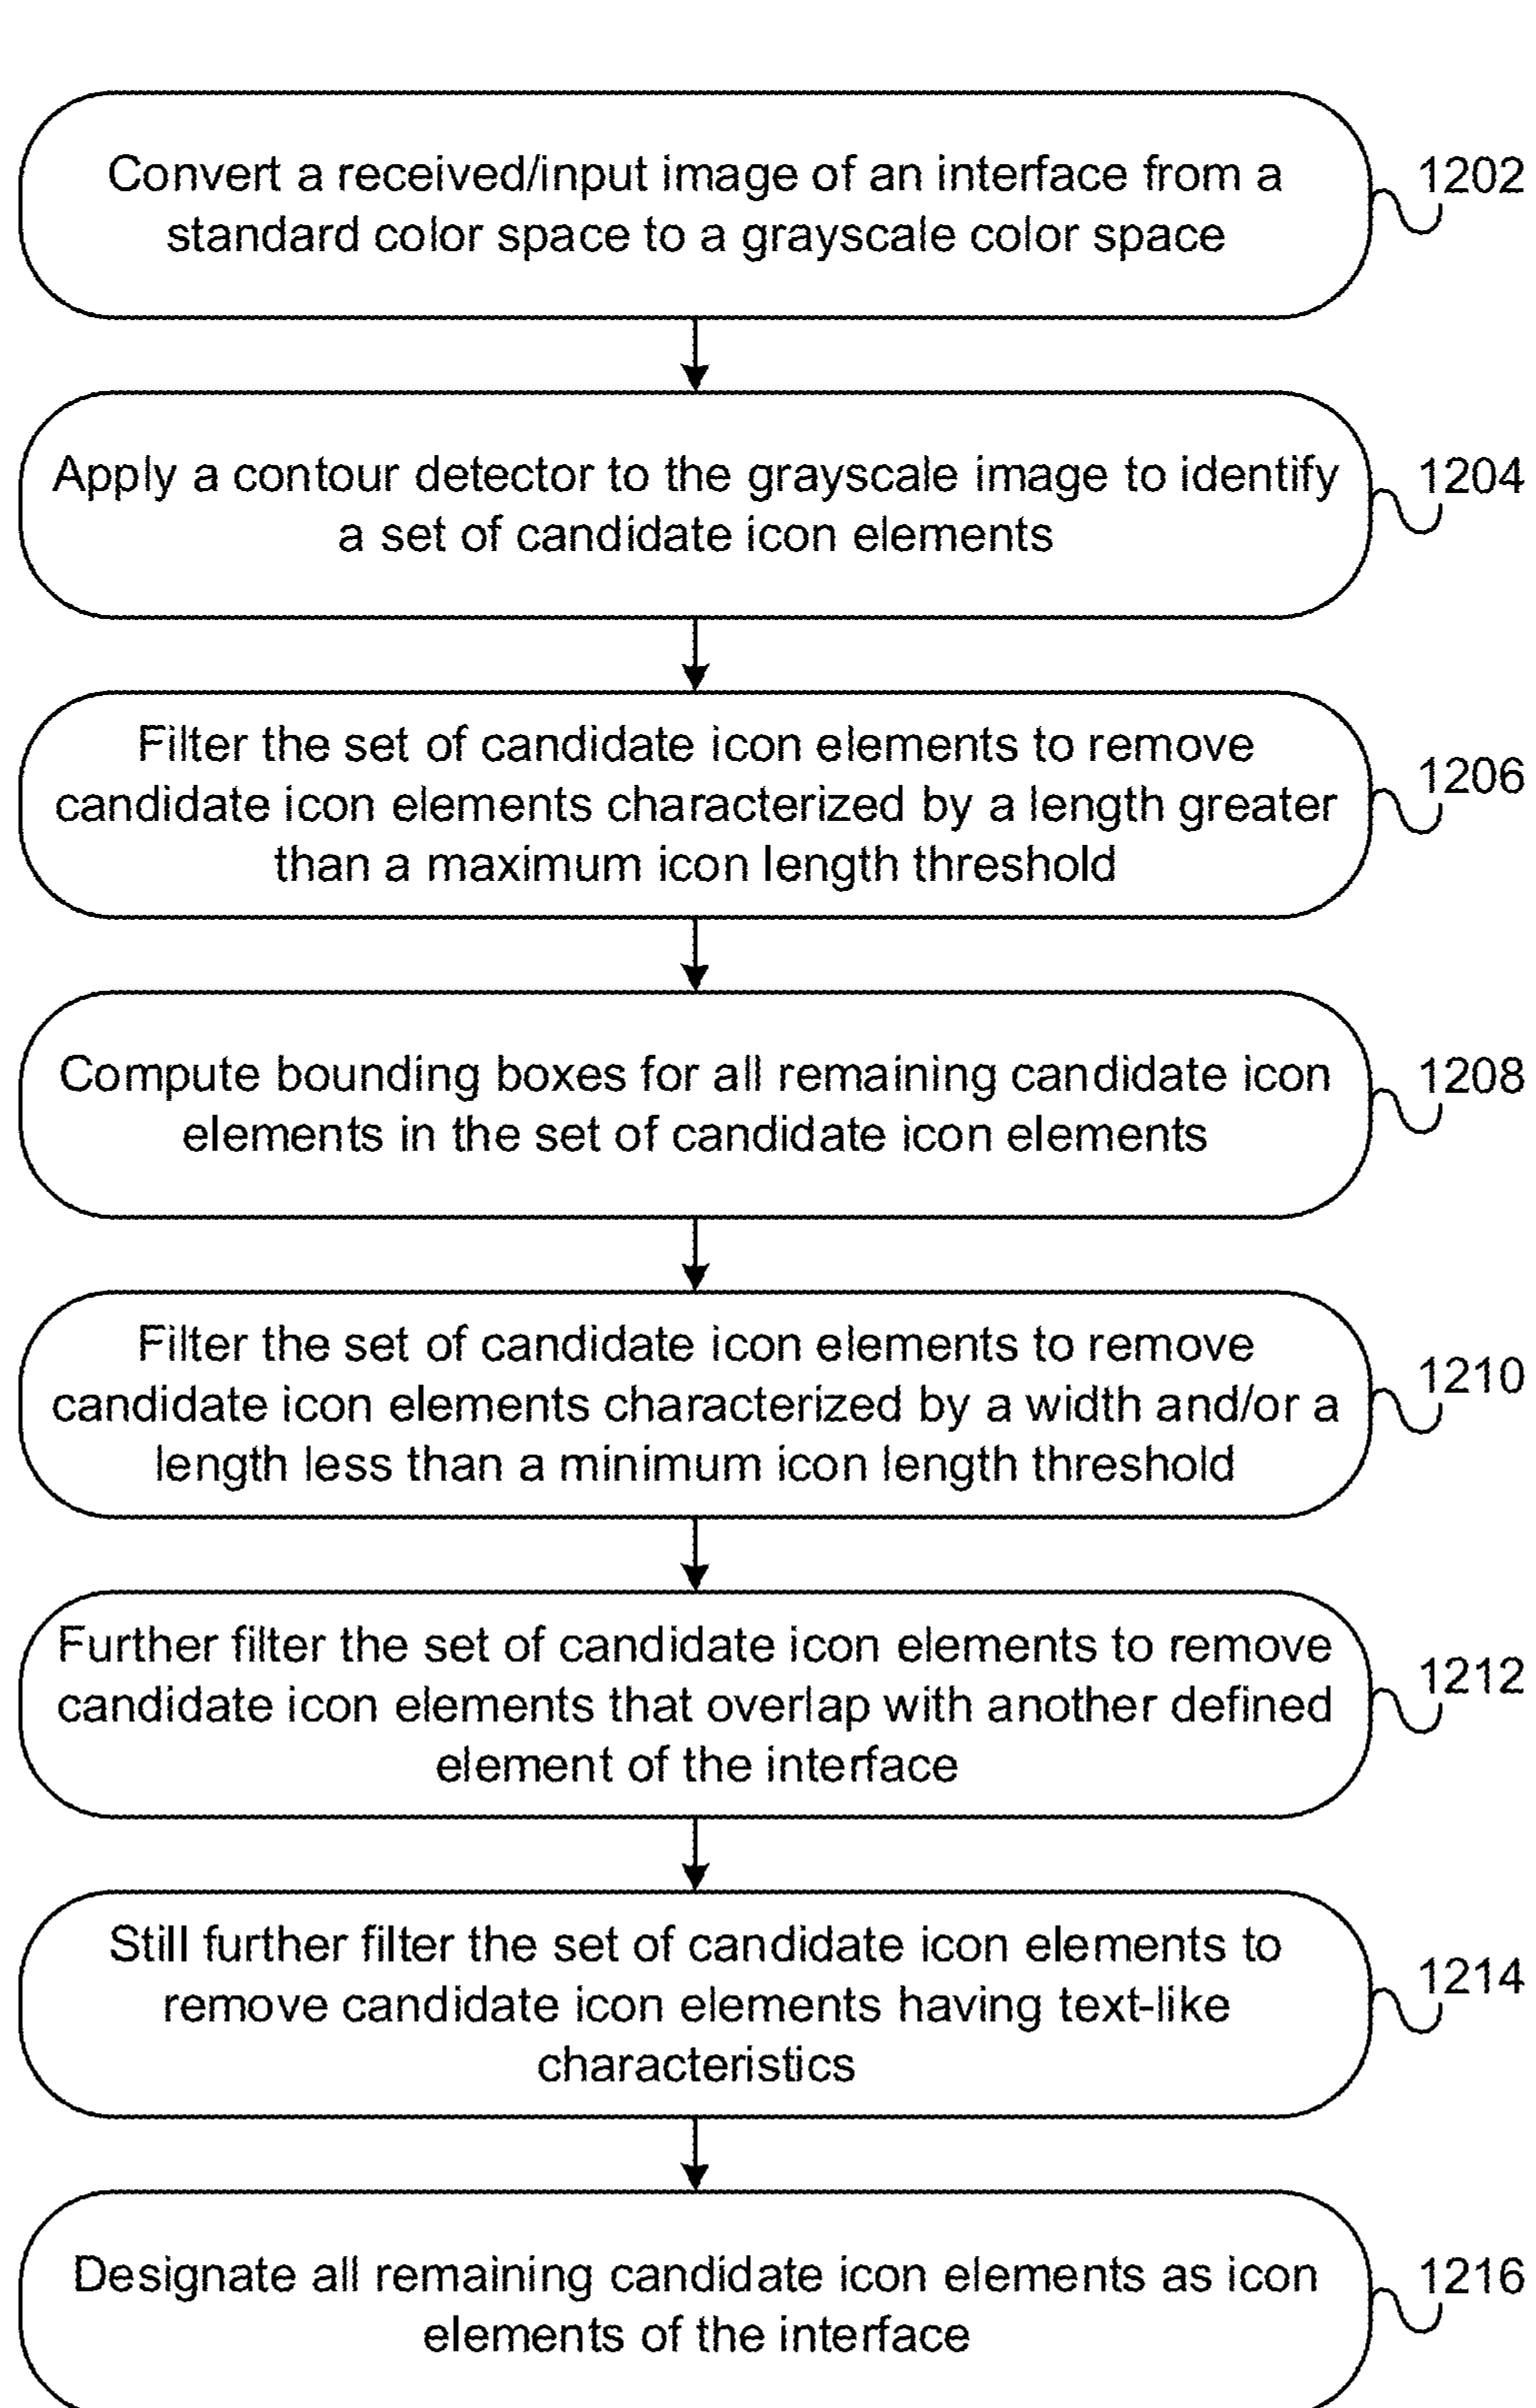 Convert a received/input image of an interface from a
standard color space to a grayscale color space
1202
Apply a contour detector to the grayscale image to identify
a set of candidate icon elements
1204
Filter the set of candidate icon elements to remove
candidate icon elements characterized by a length greater
than a maximum icon length threshold
1206
Compute bounding boxes for all remaining candidate icon
elements in the set of candidate icon elements
1208
Filter the set of candidate icon elements to remove
candidate icon elements characterized by a width and/or a
length less than a minimum icon length threshold
1210
Further filter the set of candidate icon elements to remove
candidate icon elements that overlap with another defined
element of the interface
1212
Still further filter the set of candidate icon elements to
remove candidate icon elements having text-like
characteristics
1214
Designate all remaining candidate icon elements as icon
elements of the interface
1216